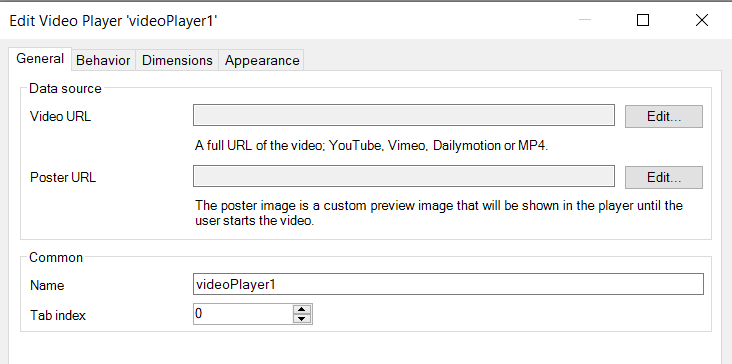 Edit Video Player 'videoPlayer1'
General Behavior Dimensions Appearance
Data source
Video URL Edit...
A full URL of the video; YouTube, Vimeo, Dailymotion or MP4.
Poster URL Edit...
The poster image is a custom preview image that will be shown in the player until the
user starts the video.
Common
Name videoPlayer1
Tab index 0